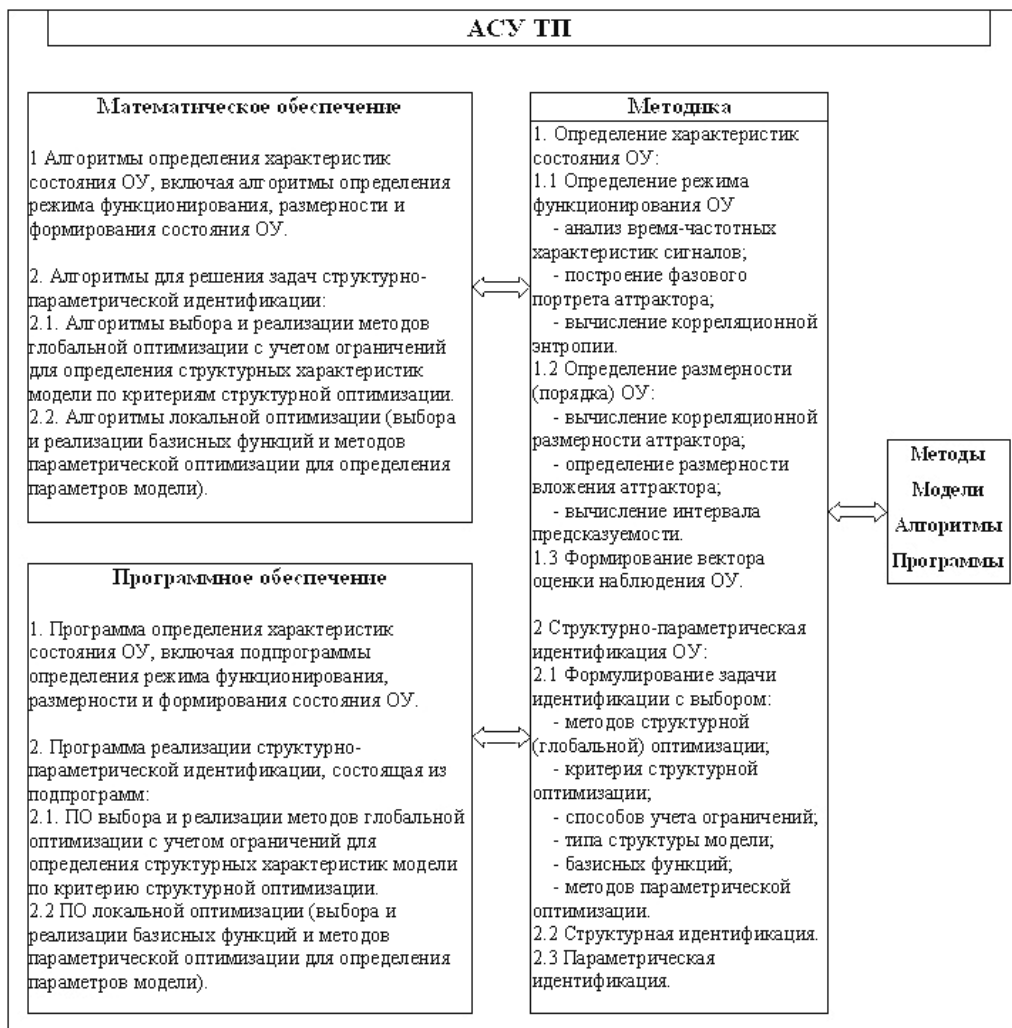 АСУ ТП
Математическое обеспечение
1 Алгоритмы определения характеристик
состояния ОУ, включая алгоритмы определения
режима функционирования, размерности и
формирования состояния ОУ.
2. Алгоритмы для решения задач структурно-
параметрической идентификации:
2.1. Алгоритмы выбора и реализации методов
глобальной оптимизации с учетом ограничений
для определения структурных характеристик
модели по критериям структурной оптимизации.
2.2. Алгоритмы локальной оптимизации (выбора
и реализации базисных функций и методов
параметрической оптимизации для определения
параметров модели).
Программное обеспечение
1. Программа определения характеристик
состояния ОУ, включая подпрограммы
определения режима функционирования,
размерности и формирования состояния ОУ.
2. Программа реализации структурно-
параметрической идентификации, состоящая из
подпрограмм:
2.1. ПО выбора и реализации методов глобальной
оптимизации с учетом ограничений для
определения структурных характеристик модели
по критерию структурной оптимизации.
2.2 ПО локальной оптимизации (выбора и
реализации базисных функций и методов
параметрической оптимизации для определения
параметров модели).
Методика
1. Определение характеристик
состояния ОУ:
1.1 Определение режима
функционирования ОУ
- анализ время-частотных
характеристик сигналов;
- построение фазового
портрета аттрактора;
- вычисление корреляционной
энтропии.
1.2 Определение размерности
(порядка) ОУ:
- вычисление корреляционной
размерности аттрактора;
- определение размерности
вложения аттрактора;
- вычисление интервала
предсказуемости.
1.3 Формирование вектора
оценки наблюдения ОУ.
2 Структурно-параметрическая
идентификация ОУ:
2.1 Формулирование задачи
идентификации с выбором:
- методов структурной
(глобальной) оптимизации;
- критерия структурной
оптимизации;
- способов учета ограничений;
- типа структуры модели;
- базисных функций;
- методов параметрической
оптимизации.
2.2 Структурная идентификация.
2.3 Параметрическая
идентификация.
Методы
Модели
Алгоритмы
Программы